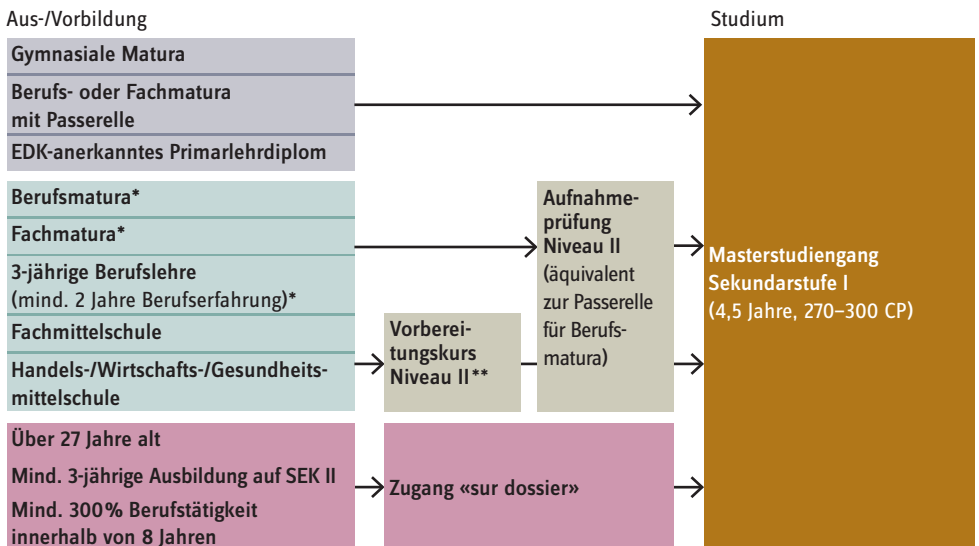 Aus-/Vorbildung
Studium
Gymnasiale Matura
Berufs- oder Fachmatura
mit Passerelle
EDK-anerkanntes Primarlehrdiplom
Berufsmatura*
Fachmatura*
3-jährige Berufslehre
(mind. 2 Jahre Berufserfahrung)*
Fachmittelschule
Handels-/Wirtschafts-/Gesundheits-
mittelschule
Vorberei-
tungskurs
Niveau II**
Aufnahme-
prüfung
Niveau II
(äquivalent
zur Passerelle
für Berufs-
matura)
Masterstudiengang
Sekundarstufe I
(4,5 Jahre, 270–300 CP)
Über 27 Jahre alt
Mind. 3-jährige Ausbildung auf SEK II
Mind. 300% Berufstätigkeit
innerhalb von 8 Jahren
Zugang «sur dossier»